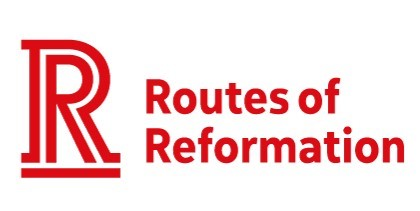 R
Routes of
Reformation